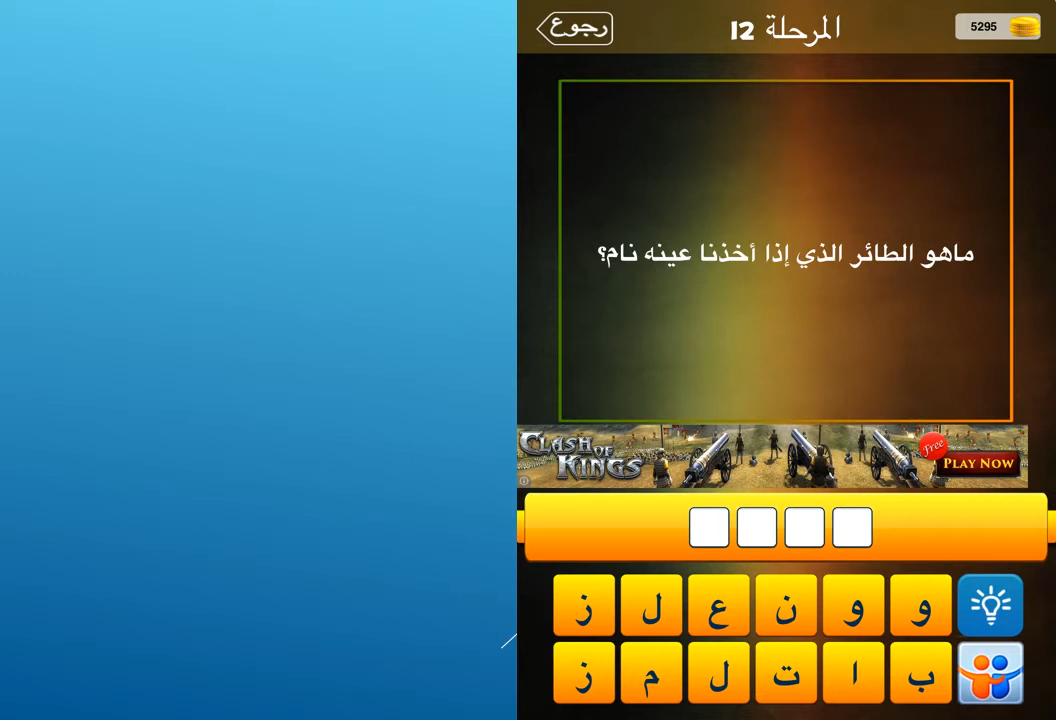 رجوع
المرحلة 12
5295
ماهو الطائر الذي إذا أخذنا عينه نام؟
CLASH OF KINGS
Free
PLAY NOW
و و ن ع ل ز
ب ا ت ل م ز